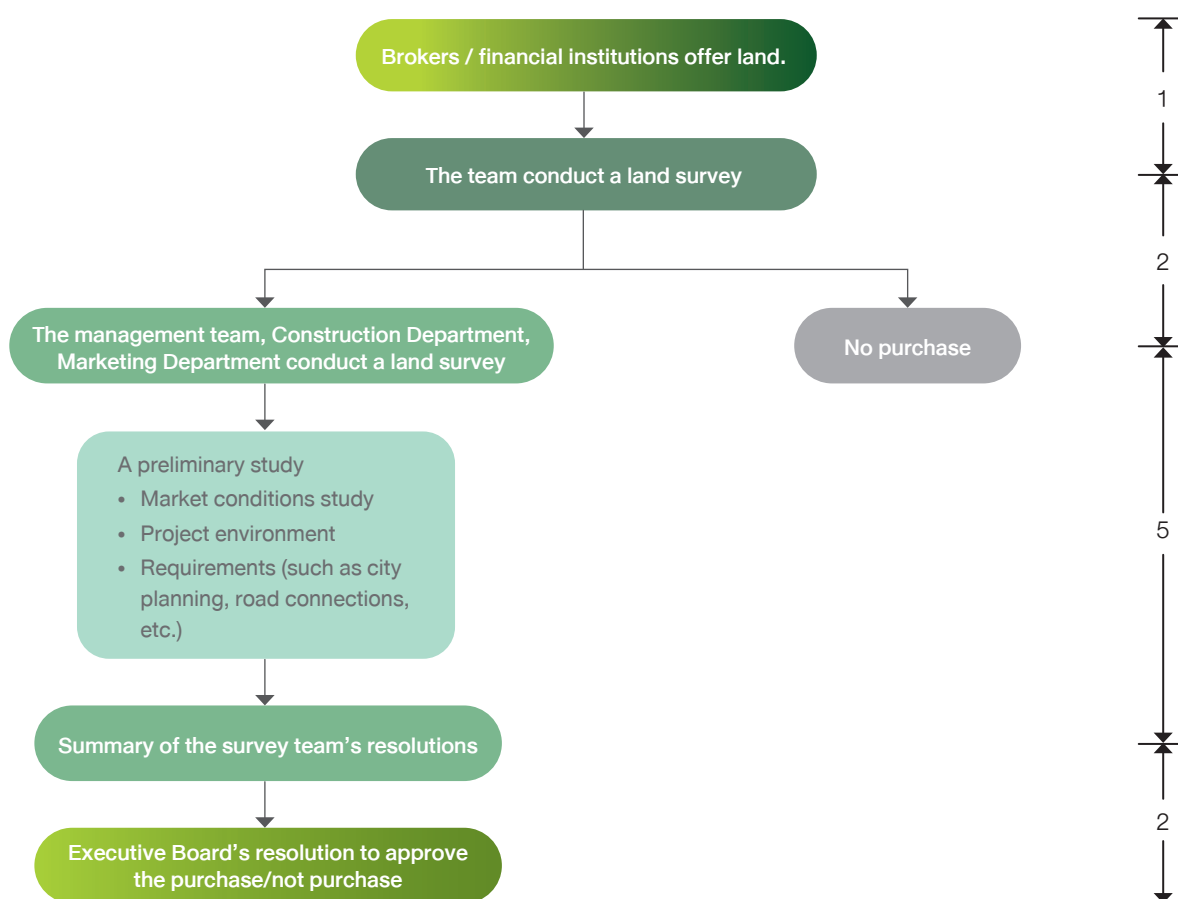 Brokers / financial institutions offer land.
1
The team conduct a land survey
2
The management team, Construction Department,
Marketing Department conduct a land survey
No purchase
A preliminary study
• Market conditions study
• Project environment
• Requirements (such as city
planning, road connections,
etc.)
5
Summary of the survey team’s resolutions
2
Executive Board’s resolution to approve
the purchase/not purchase